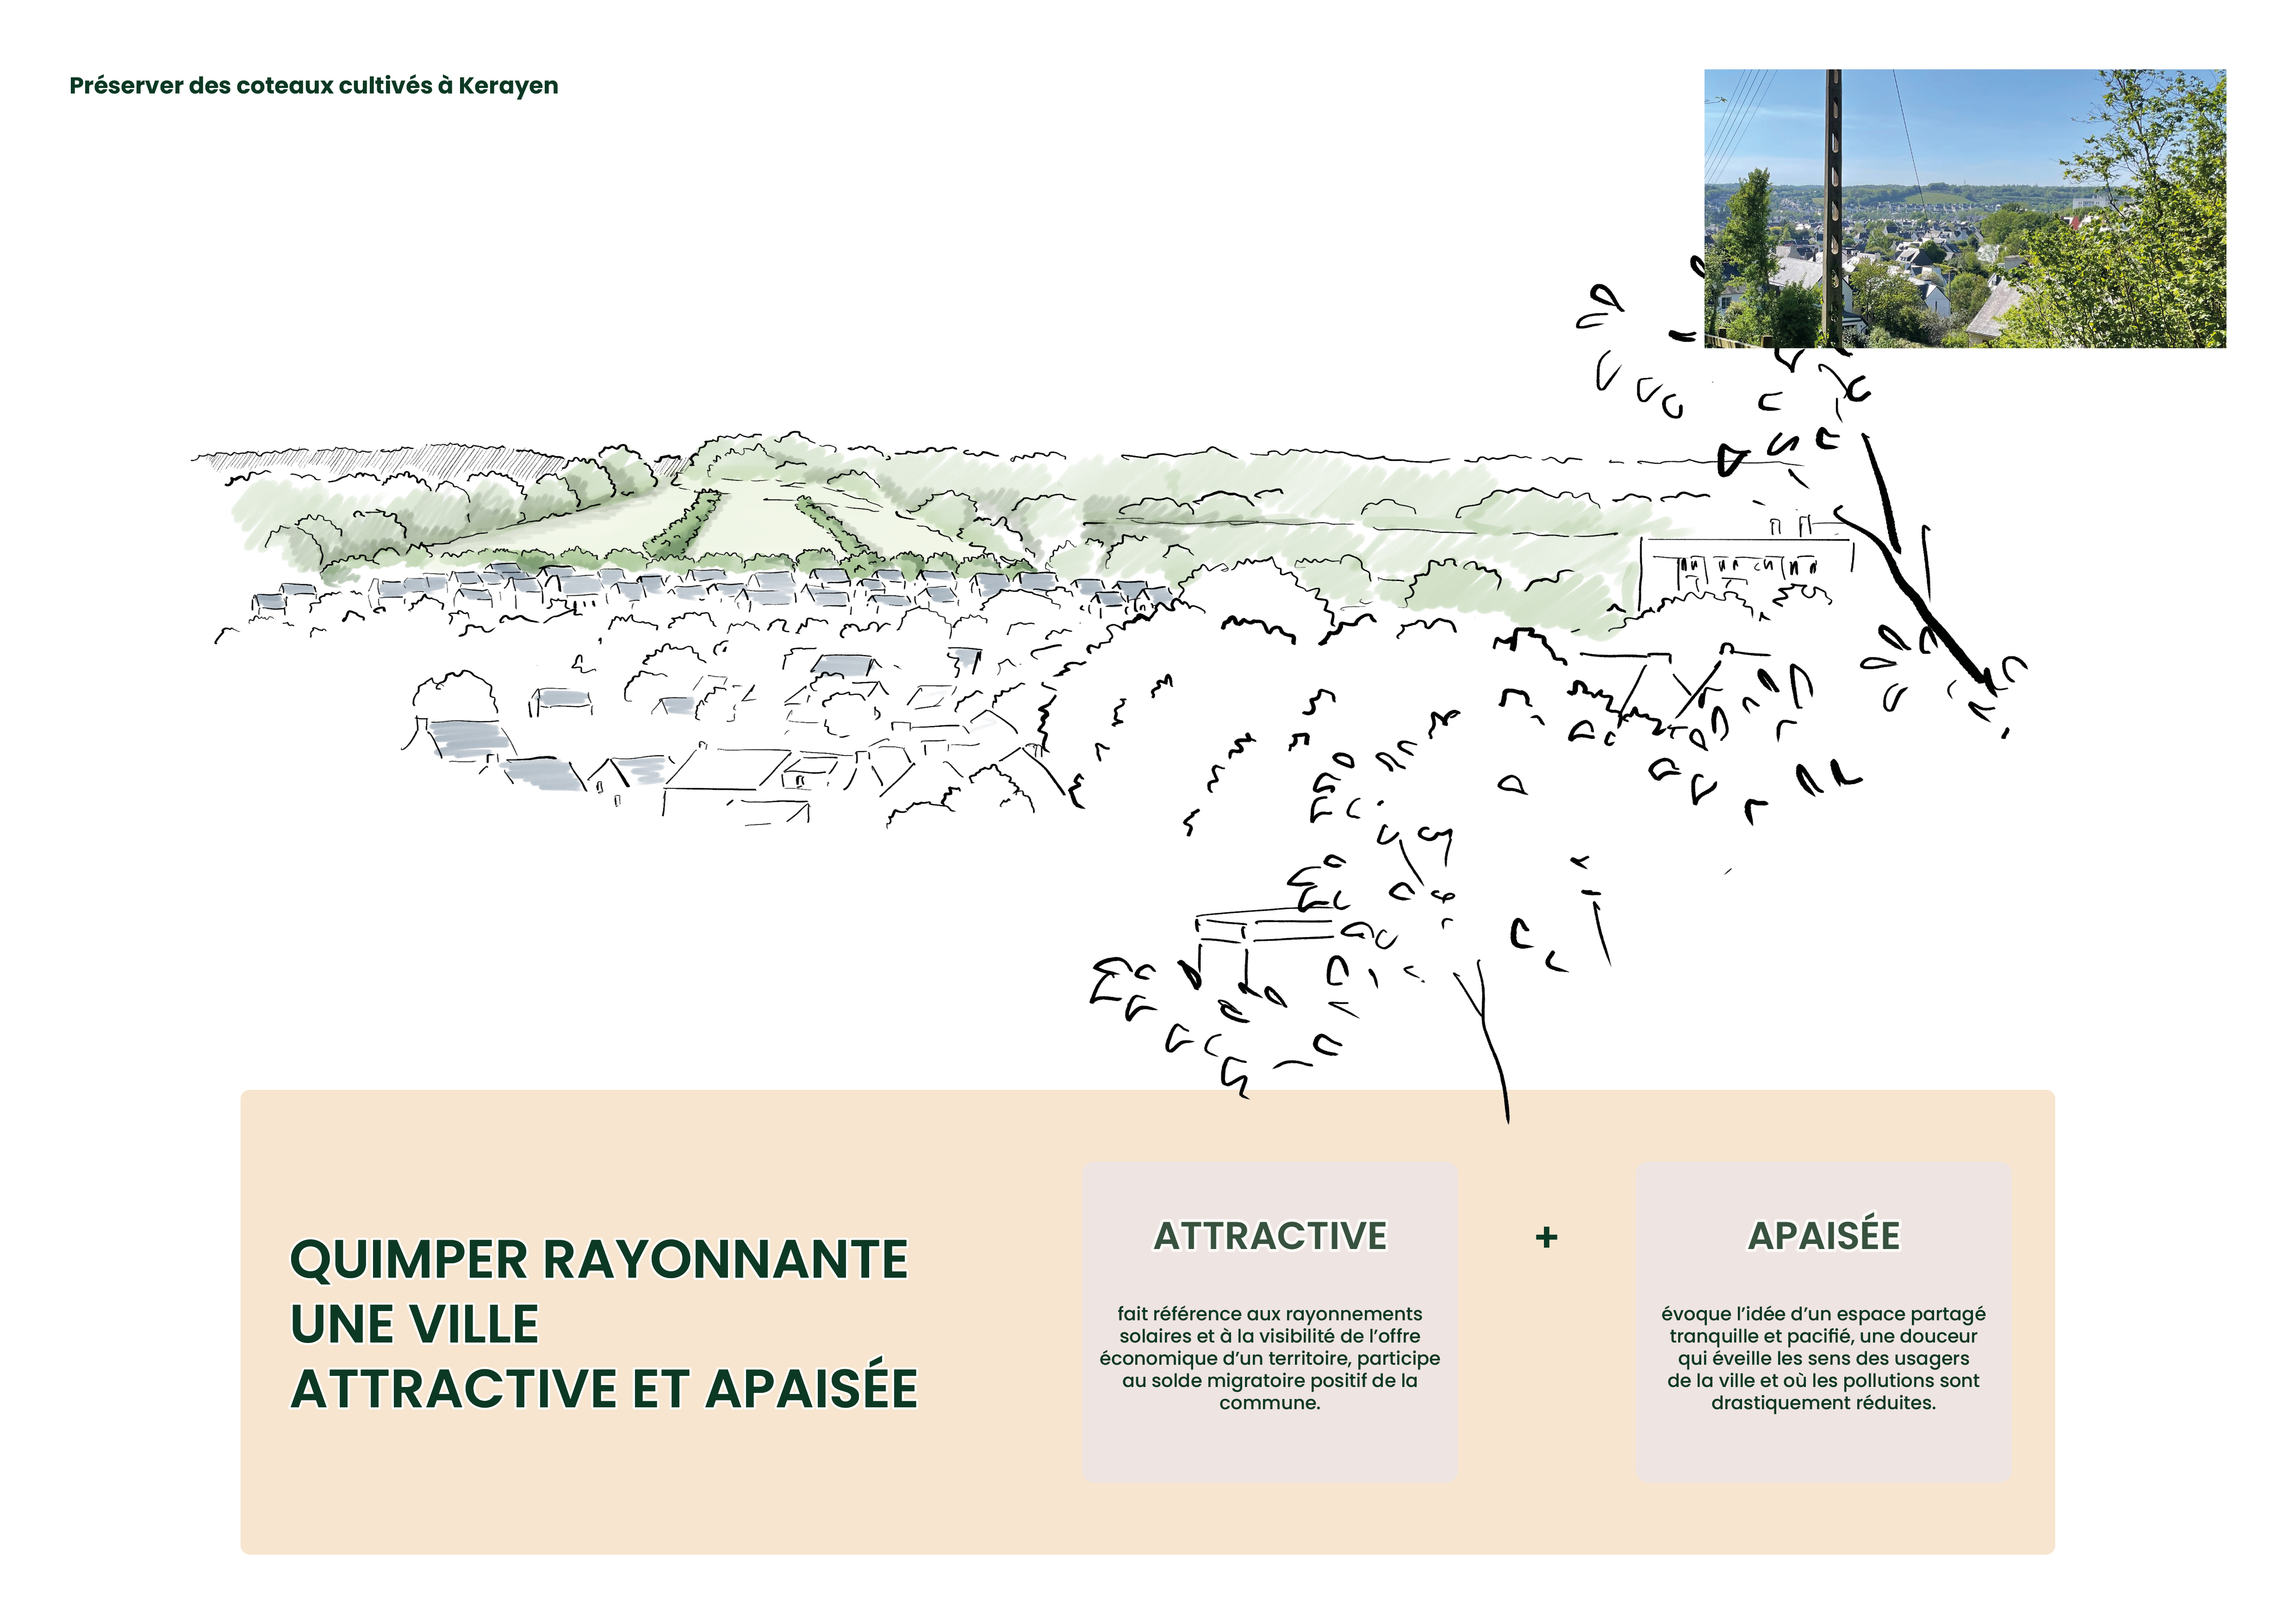 Préserver des coteaux cultivés à Kerayen
QUIMPER RAYONNANTE
UNE VILLE
ATTRACTIVE ET APAISÉE
ATTRACTIVE
fait référence aux rayonnements
solaires et à la visibilité de l’offre
économique d’un territoire, participe
au solde migratoire positif de la
commune.
+
APAISÉE
évoque l’idée d’un espace partagé
tranquille et pacifié, une douceur
qui éveille les sens des usagers
de la ville et où les pollutions sont
drastiquement réduites.